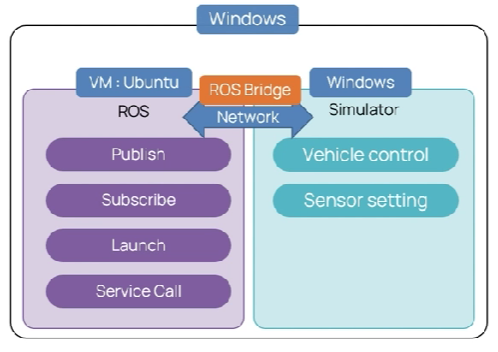 Windows
VM : Ubuntu
ROS Bridge
Windows
ROS
Network
Simulator
Publish
Subscribe
Launch
Service Call
Vehicle control
Sensor setting